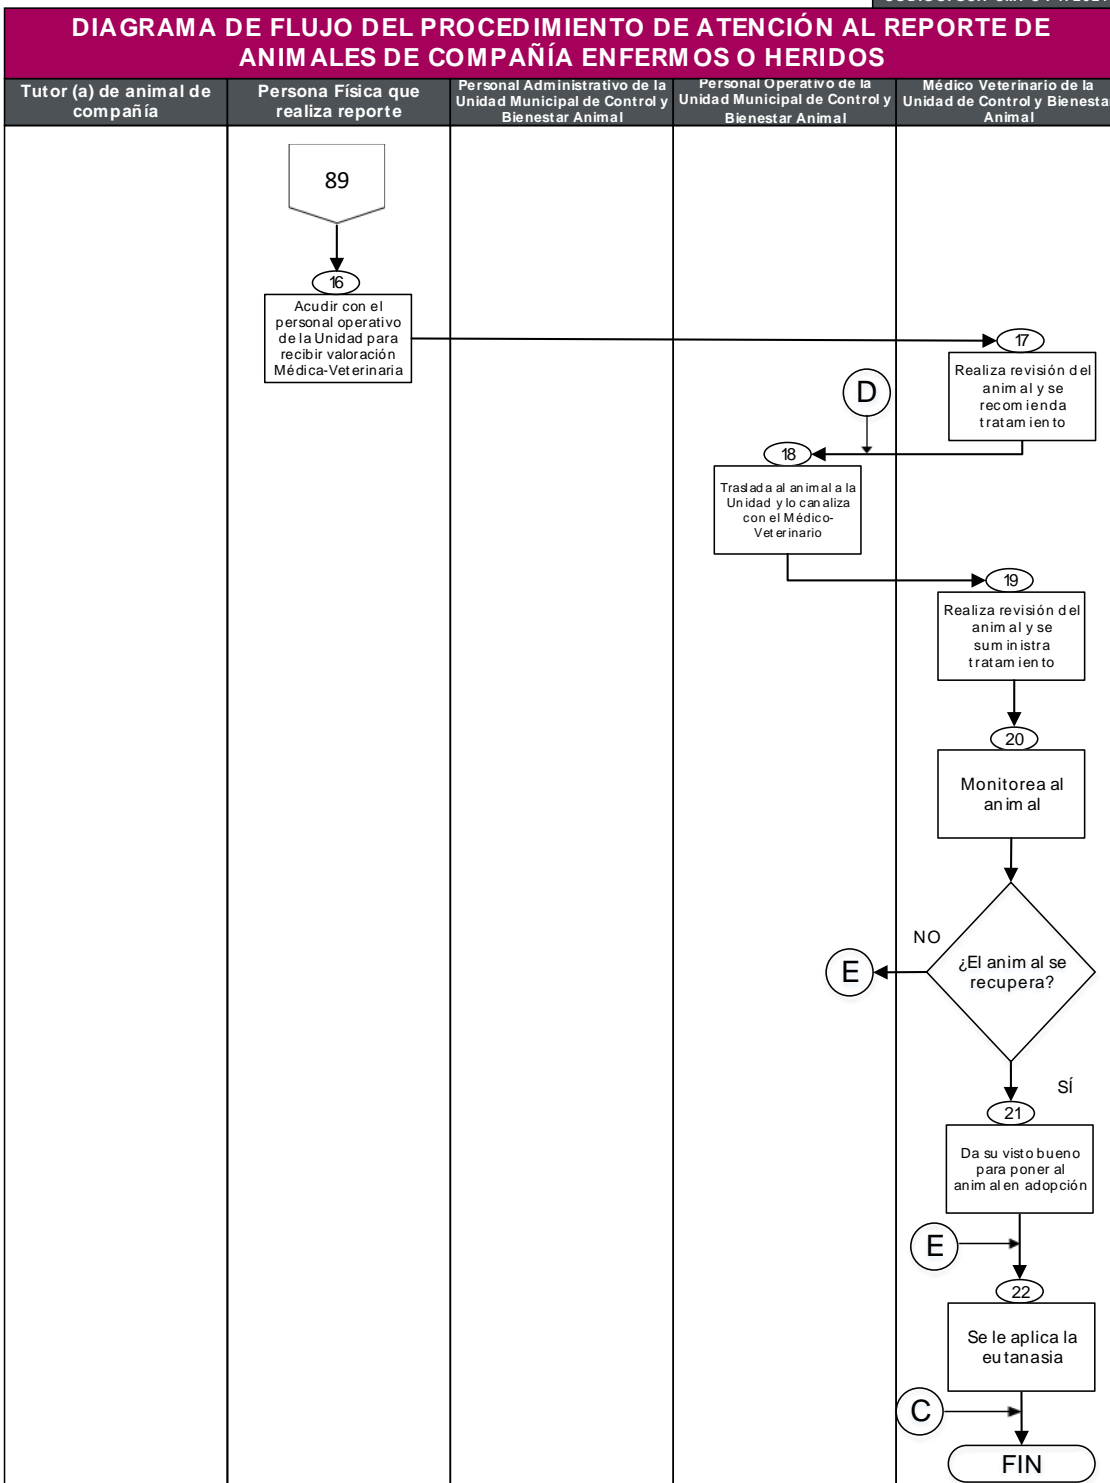 DIAGRAMA DE FLUJO DEL PROCEDIMIENTO DE ATENCIÓN AL REPORTE DE
ANIMALES DE COMPAÑÍA ENFERMOS O HERIDOS
Tutor (a) de animal de
compañía
Persona Física que
realiza reporte
Personal Administrativo de la
Unidad Municipal de Control y
Bienestar Animal
Personal Operativo de la
Unidad Municipal de Control y
Bienestar Animal
Médico Veterinario de la
Unidad de Control y Bienestar
Animal
89
16
Acudir con el
personal operativo
de la Unidad para
recibir valoración
Médica-Veterinaria
17
Realiza revisión del
animal y se
recomienda
tratamiento
D
18
Traslada al animal a la
Unidad y lo canaliza
con el Médico-
Veterinario
19
Realiza revisión del
animal y se
suministra
tratamiento
20
Monitorea al
animal
NO
¿El animal se
recupera?
E
SÍ
21
Da su visto bueno
para poner al
animal en adopción
E
22
Se le aplica la
eutanasia
C
FIN